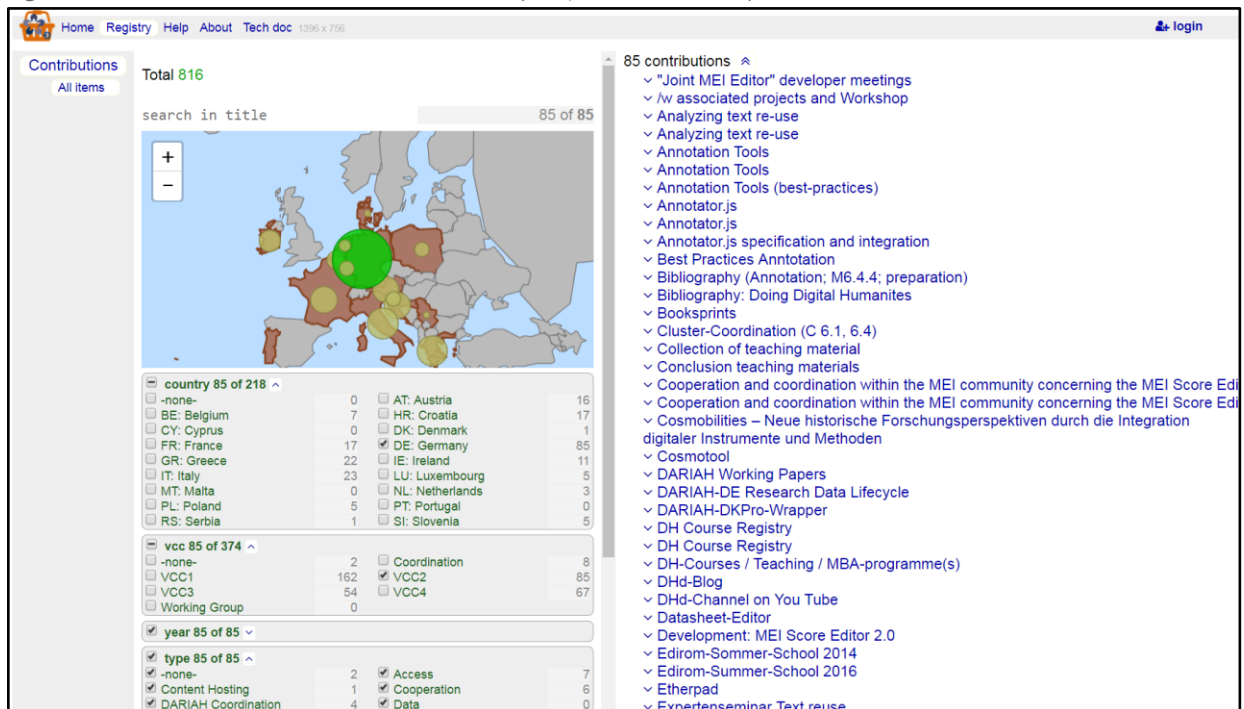 Home Registry Help About Tech doc 1396 x 756
login
Contributions
All items
Total 816
search in title
85 of 85
+
−
country 85 of 218
-none- 0 AT: Austria 16
BE: Belgium 7 HR: Croatia 17
CY: Cyprus 0 DK: Denmark 1
FR: France 17 DE: Germany 85
GR: Greece 22 IE: Ireland 11
IT: Italy 23 LU: Luxembourg 5
MT: Malta 0 NL: Netherlands 3
PL: Poland 5 PT: Portugal 0
RS: Serbia 1 SI: Slovenia 5
vcc 85 of 374
-none- 2 Coordination 8
VCC1 162 VCC2 85
VCC3 54 VCC4 67
Working Group 0
year 85 of 85
type 85 of 85
-none- 2 Access 7
Content Hosting 1 Cooperation 6
DARIAH Coordination 4 Data 0
85 contributions
"Joint MEI Editor" developer meetings
/w associated projects and Workshop
Analyzing text re-use
Analyzing text re-use
Annotation Tools
Annotation Tools
Annotation Tools (best-practices)
Annotator.js
Annotator.js
Annotator.js specification and integration
Best Practices Anntotation
Bibliography (Annotation; M6.4.4; preparation)
Bibliography: Doing Digital Humanites
Booksprints
Cluster-Coordination (C 6.1, 6.4)
Collection of teaching material
Conclusion teaching materials
Cooperation and coordination within the MEI community concerning the MEI Score Edi
Cooperation and coordination within the MEI community concerning the MEI Score Edi
Cosmobilities – Neue historische Forschungsperspektiven durch die Integration
digitaler Instrumente und Methoden
Cosmotool
DARIAH Working Papers
DARIAH-DE Research Data Lifecycle
DARIAH-DKPro-Wrapper
DH Course Registry
DH Course Registry
DH-Courses / Teaching / MBA-programme(s)
DHd-Blog
DHd-Channel on You Tube
Datasheet-Editor
Development: MEI Score Editor 2.0
Edirom-Sommer-School 2014
Edirom-Summer-School 2016
Etherpad
Expertenseminar Text reuse